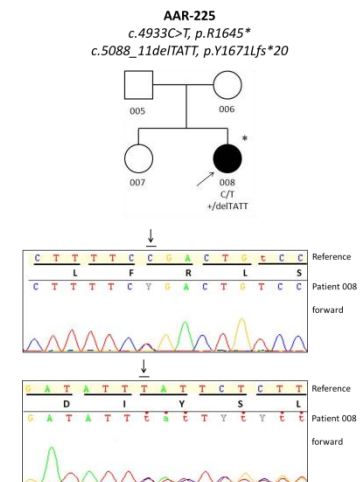 AAR-225
c.4933C>T, p.R1645*
c.5088_11delTATT, p.Y1671Lfs*20
005 006
*
007 008
C/T
+/delTATT
C T T T T C C G A C T G t C C Reference
L F R L S
C T T T T C Y G A C T G T C C Patient 008
forward
G A T A T T T A T T C T C T T Reference
D I Y S L
G A T A T T t a t T Y t Y t t Patient 008
forward